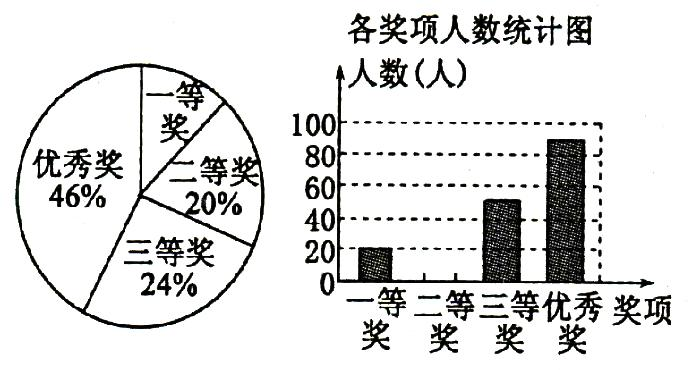 一等
奖
优秀奖
46%
二等奖
20%
三等奖
24%
各奖项人数统计图
人数(人)
100
80
60
40
20
0
一等
奖
二等
奖
三等
奖
优秀
奖
奖项